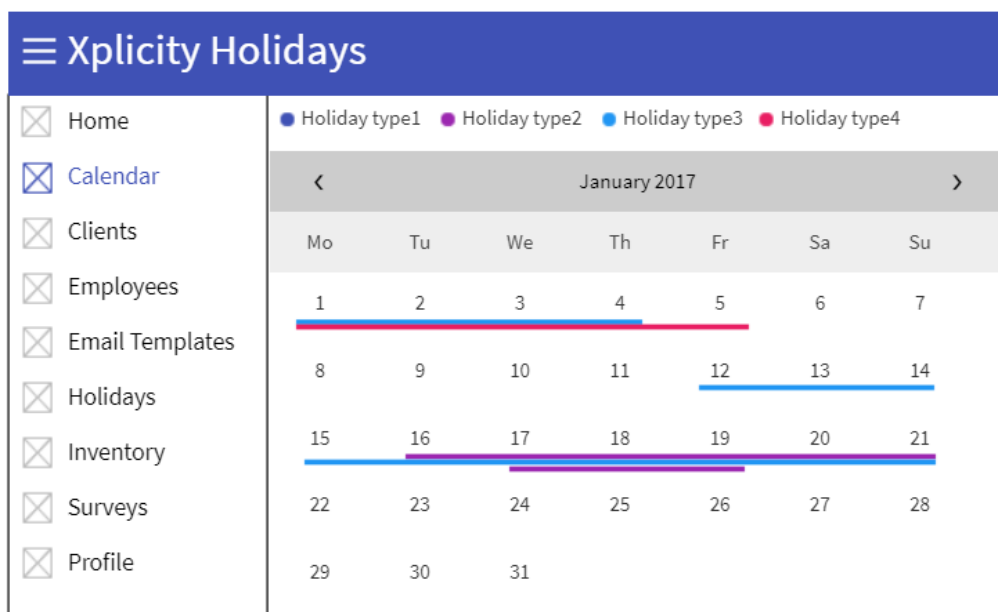 Xplicity Holidays
Home
Calendar
Clients
Employees
Email Templates
Holidays
Inventory
Surveys
Profile
Holiday type1 Holiday type2 Holiday type3 Holiday type4
‹ January 2017 ›
Mo Tu We Th Fr Sa Su
1 2 3 4 5 6 7
8 9 10 11 12 13 14
15 16 17 18 19 20 21
22 23 24 25 26 27 28
29 30 31